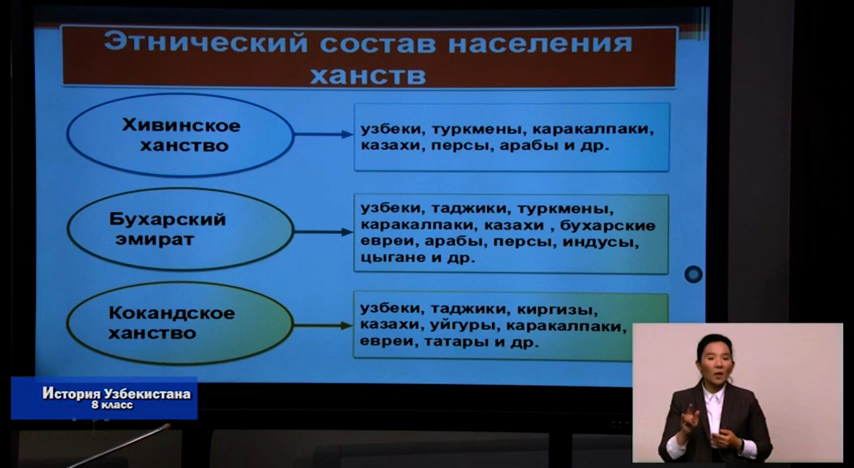 Этнический состав населения
ханств
Хивинское
ханство
узбеки, туркмены, каракалпаки,
казахи, персы, арабы и др.
Бухарский
эмират
узбеки, таджики, туркмены,
каракалпаки, казахи , бухарские
евреи, арабы, персы, индусы,
цыгане и др.
Кокандское
ханство
узбеки, таджики, киргизы,
казахи, уйгуры, каракалпаки,
евреи, татары и др.
История Узбекистана
8 класс